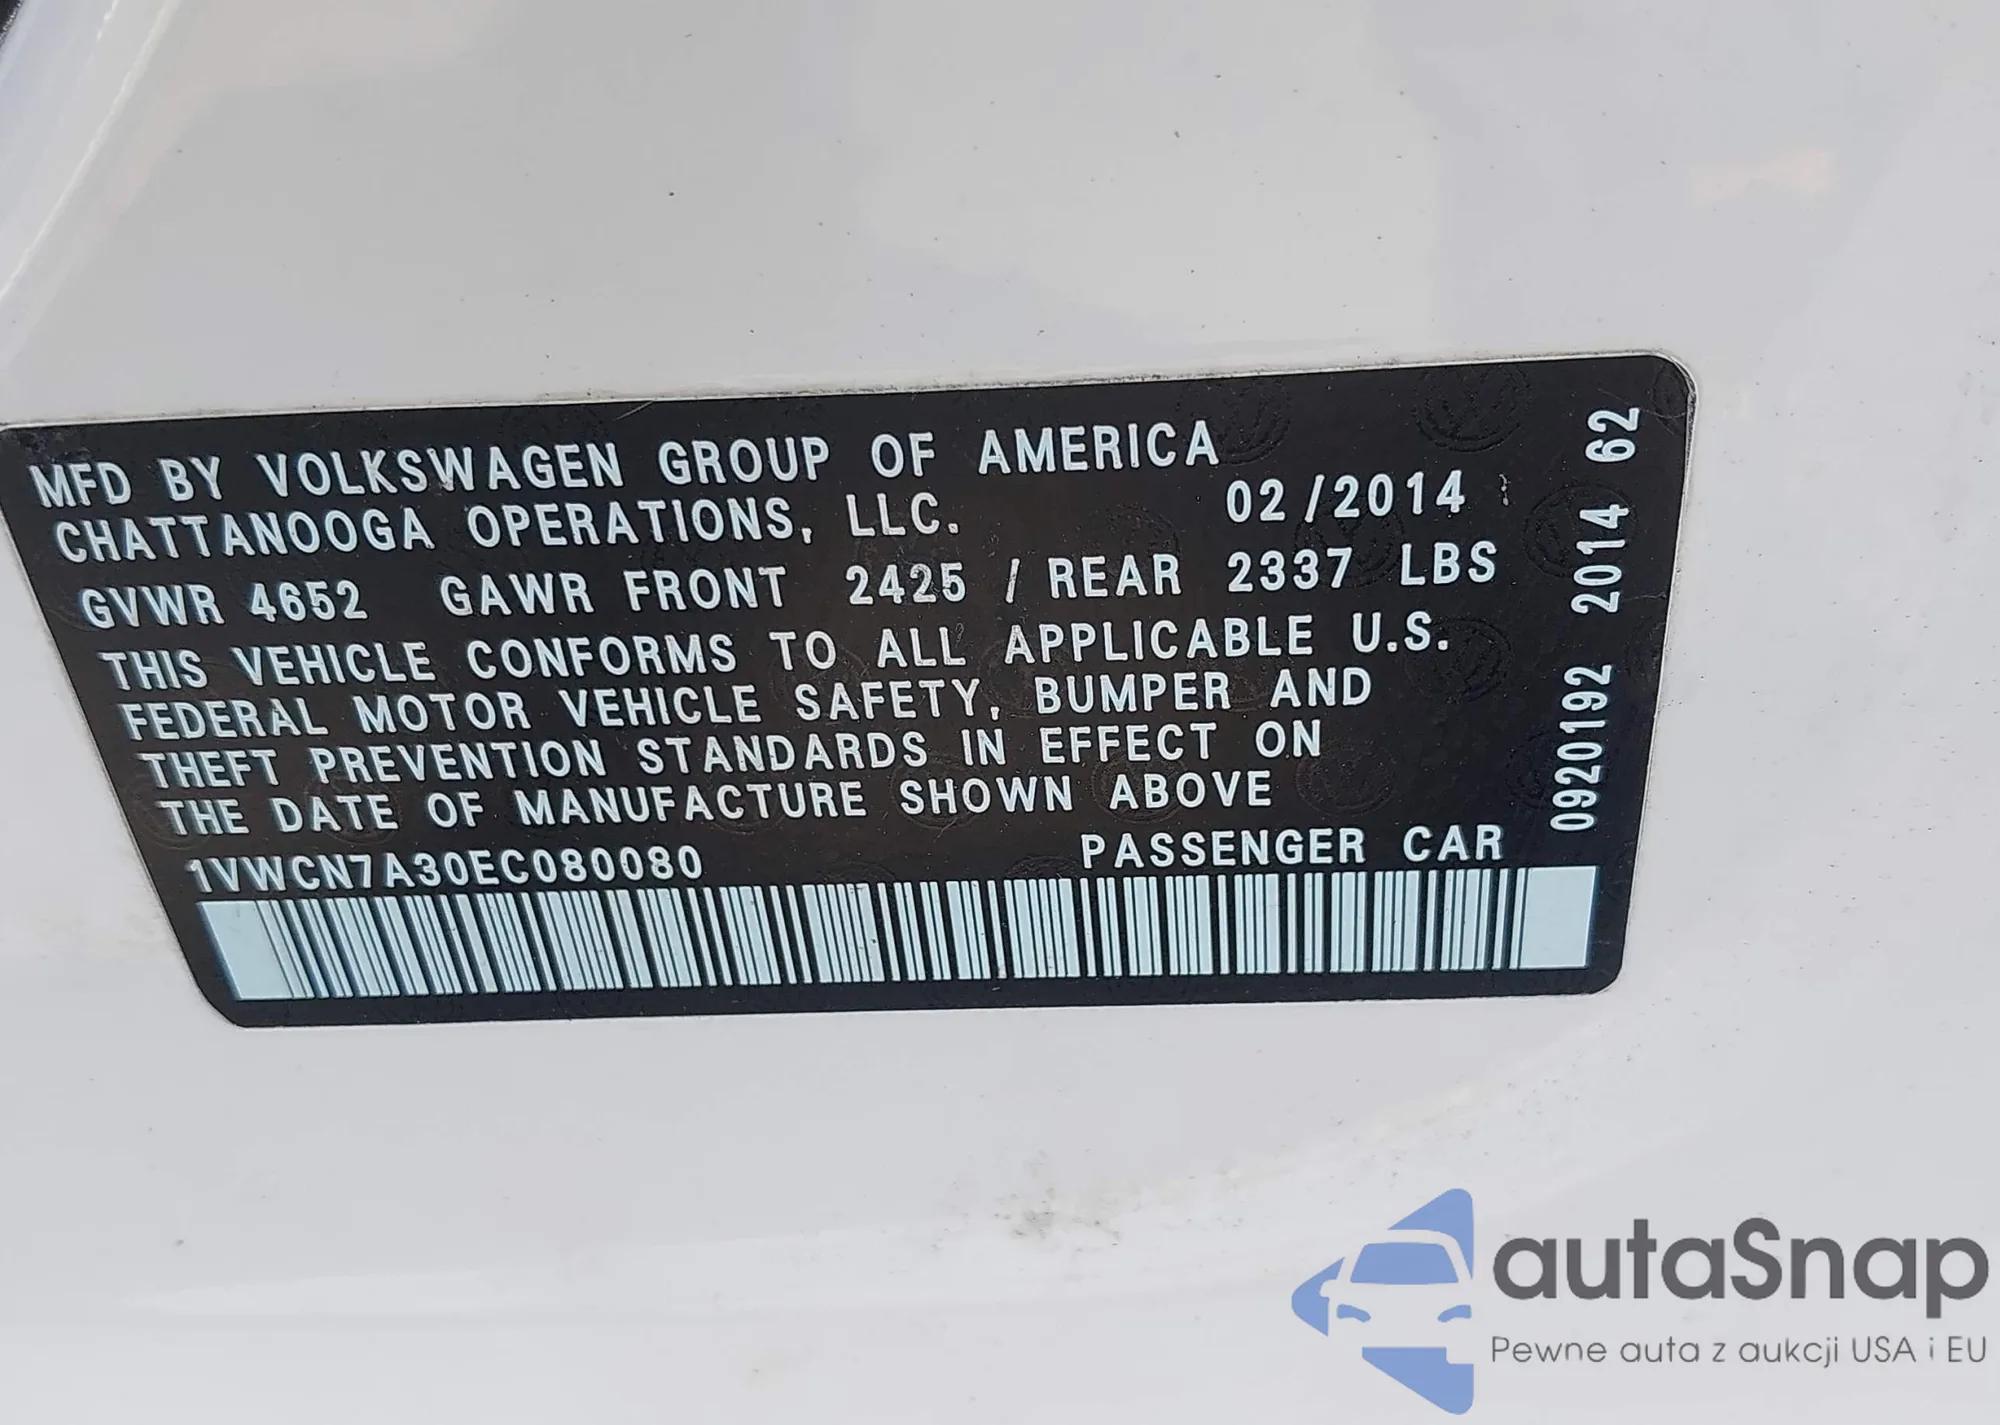 MFD BY VOLKSWAGEN GROUP OF AMERICA
CHATTANOOGA OPERATIONS, LLC. 02/2014
GVWR 4652 GAWR FRONT 2425 / REAR 2337 LBS
THIS VEHICLE CONFORMS TO ALL APPLICABLE U.S.
FEDERAL MOTOR VEHICLE SAFETY, BUMPER AND
THEFT PREVENTION STANDARDS IN EFFECT ON
THE DATE OF MANUFACTURE SHOWN ABOVE
1VWCN7A30EC080080 PASSENGER CAR
0920192 2014 62
autaSnap
Pewne auta z aukcji USA i EU